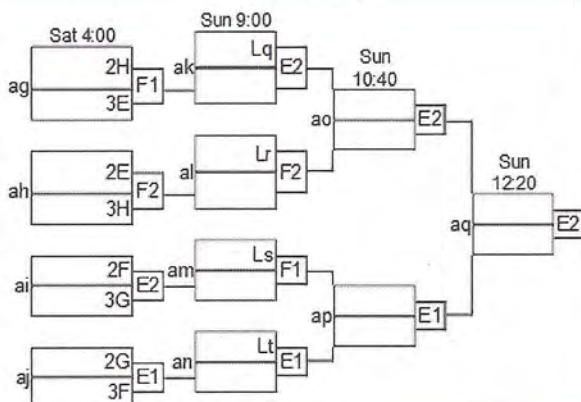 Sat 4:00
Sun 9:00
Sun
10:40
Sun
12:20
ag
2H
3E
F1
ak
Lq
E2
ao
E2
ah
2E
3H
F2
al
Lr
F2
aq
E2
ai
2F
3G
E2
am
Ls
F1
ap
E1
aj
2G
3F
E1
an
Lt
E1